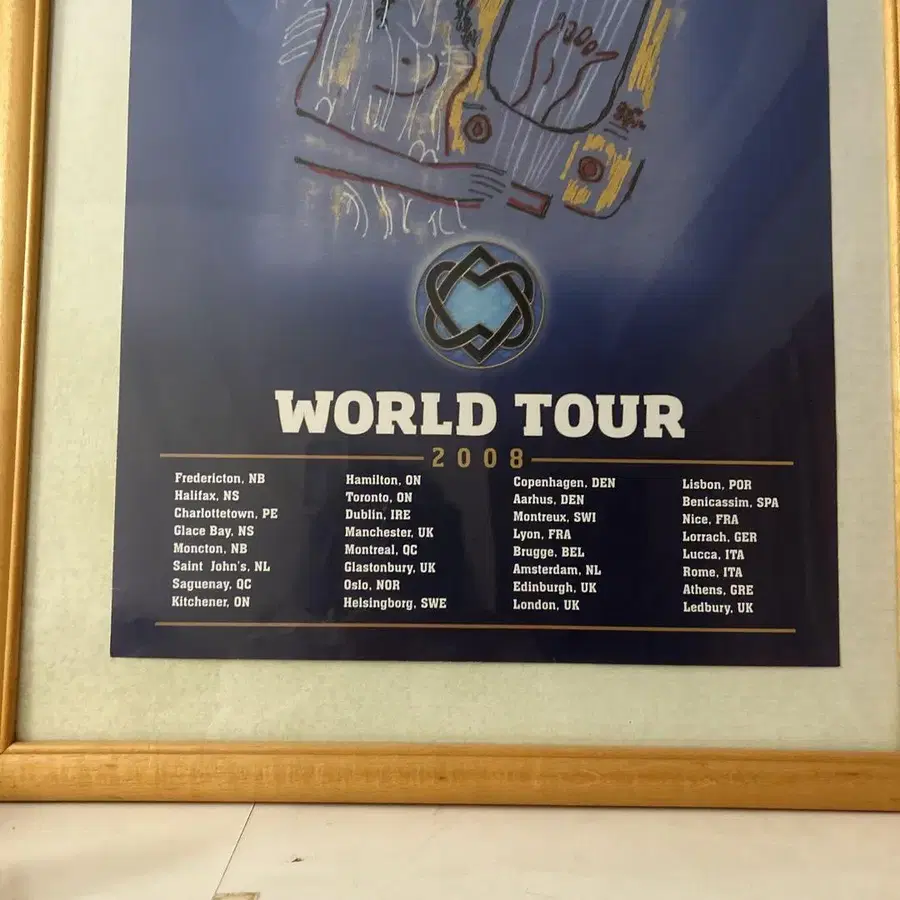 WORLD TOUR
2008
Fredericton, NB
Halifax, NS
Charlottetown, PE
Glace Bay, NS
Moncton, NB
Saint John's, NL
Saguenay, QC
Kitchener, ON
Hamilton, ON
Toronto, ON
Dublin, IRE
Manchester, UK
Montreal, QC
Glastonbury, UK
Oslo, NOR
Helsingborg, SWE
Copenhagen, DEN
Aarhus, DEN
Montreux, SWI
Lyon, FRA
Brugge, BEL
Amsterdam, NL
Edinburgh, UK
London, UK
Lisbon, POR
Benicassim, SPA
Nice, FRA
Lorrach, GER
Lucca, ITA
Rome, ITA
Athens, GRE
Ledbury, UK